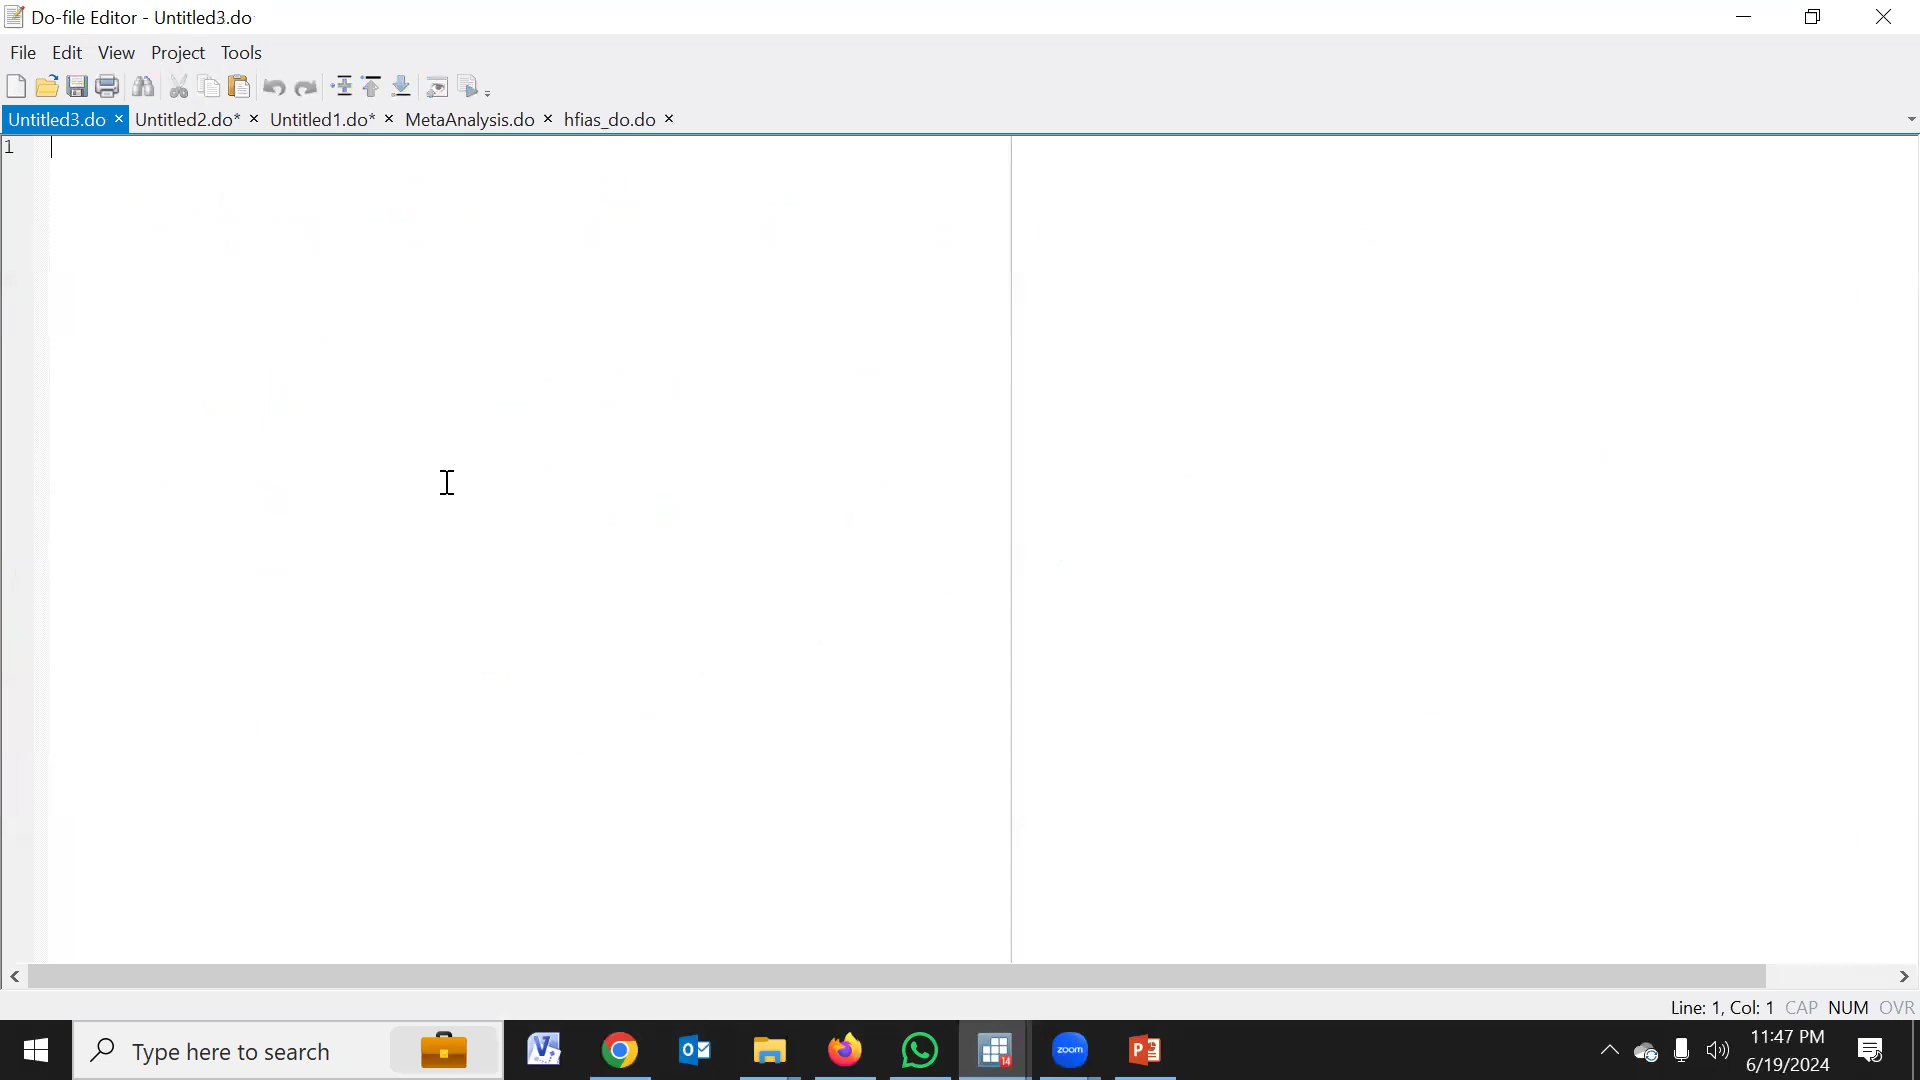 Do-file Editor - Untitled3.do
File Edit View Project Tools
Untitled3.do × Untitled2.do* × Untitled1.do* × MetaAnalysis.do × hfias_do.do ×
1
Line: 1, Col: 1 CAP NUM OVR
Type here to search
14
zoom
11:47 PM
6/19/2024